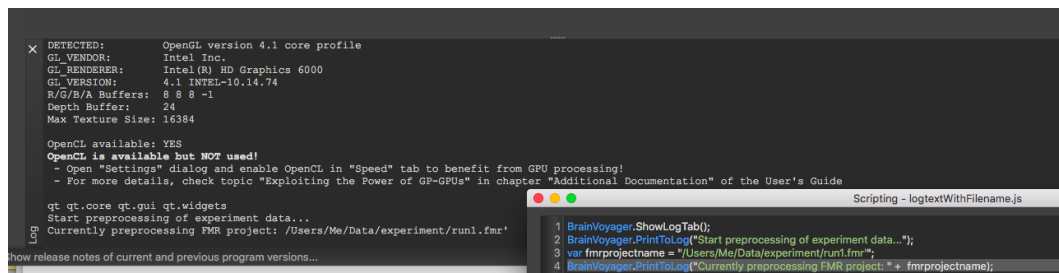 DETECTED: OpenGL version 4.1 core profile
GL_VENDOR: Intel Inc.
GL_RENDERER: Intel(R) HD Graphics 6000
GL_VERSION: 4.1 INTEL-10.14.74
R/G/B/A Buffers: 8 8 8 -1
Depth Buffer: 24
Max Texture Size: 16384
OpenCL available: YES
OpenCL is available but NOT used!
- Open "Settings" dialog and enable OpenCL in "Speed" tab to benefit from GPU processing!
- For more details, check topic "Exploiting the Power of GP-GPUs" in chapter "Additional Documentation" of the User's Guide
qt qt.core qt.gui qt.widgets
Start preprocessing of experiment data...
Currently preprocessing FMR project: /Users/Me/Data/experiment/run1.fmr'
Log
Show release notes of current and previous program versions...
Scripting - logtextWithFilename.js
1 BrainVoyager.ShowLogTab();
2 BrainVoyager.PrintToLog("Start preprocessing of experiment data...");
3 var fmrprojectname = "/Users/Me/Data/experiment/run1.fmr'";
4 BrainVoyager.PrintToLog("Currently preprocessing FMR project: " + fmrprojectname);